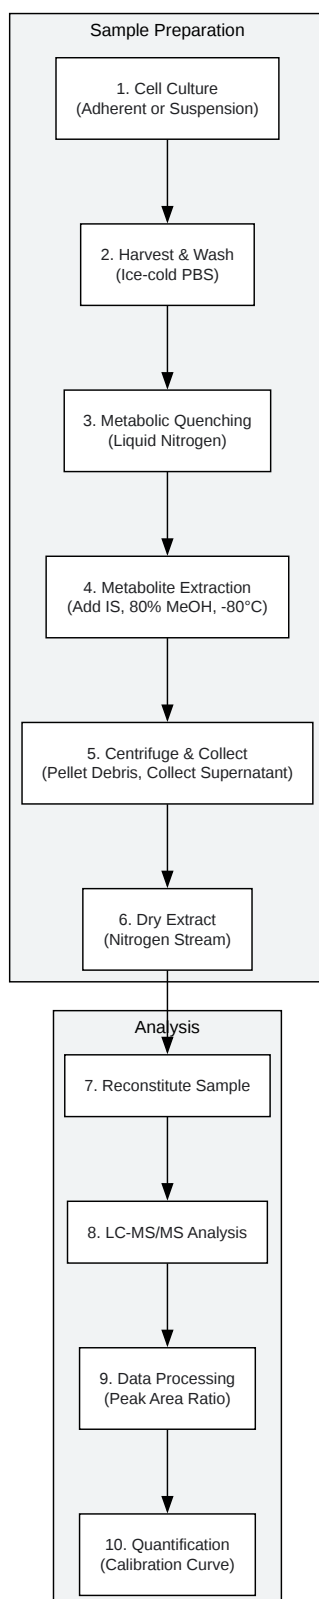 Sample Preparation
1. Cell Culture
(Adherent or Suspension)
2. Harvest & Wash
(Ice-cold PBS)
3. Metabolic Quenching
(Liquid Nitrogen)
4. Metabolite Extraction
(Add IS, 80% MeOH, -80°C)
5. Centrifuge & Collect
(Pellet Debris, Collect Supernatant)
6. Dry Extract
(Nitrogen Stream)
Analysis
7. Reconstitute Sample
8. LC-MS/MS Analysis
9. Data Processing
(Peak Area Ratio)
10. Quantification
(Calibration Curve)